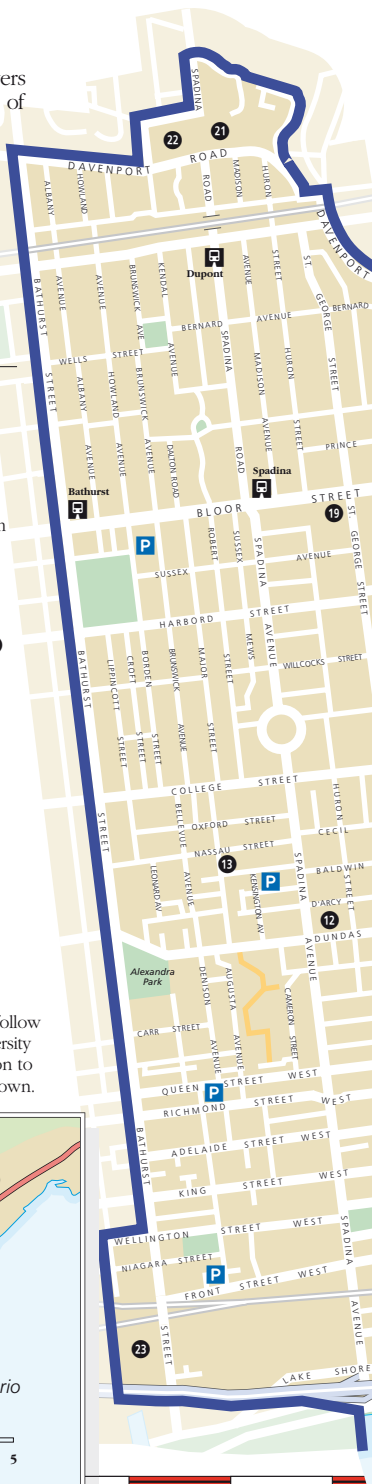 ers
of
SPADINA
22
21
DAVENPORT ROAD
ALBANY
HOWLAND
ROAD
MADISON
HURON
DAVENPORT
Dupont
BATHURST
AVENUE
AVENUE
BRUNSWICK
AVE
KENDAL
AVENUE
AVENUE
STREET
ST.
GEORGE
STREET
BERNARD AVENUE
BERNARD
SPADINA
MADISON
HURON
WELLS STREET
STREET
ALBANY
HOWLAND
BRUNSWICK
AVENUE
AVENUE
AVENUE
DALTON ROAD
ROAD
AVENUE
STREET
PRINCE
Spadina
Bathurst
BLOOR STREET
19
n
P
ROBERT
SUSSEX
SPADINA
ST.
GEORGE
STREET
AVENUE
SUSSEX
HARBORD STREET
BATHURST
LIPPINCOTT
CROFT
BORDEN
BRUNSWICK
MAJOR
STREET
MEWS
AVENUE
WILLCOCKS STREET
STREET
STREET
STREET
AVENUE
STREET
COLLEGE STREET
STREET
BELLEVUE
OXFORD STREET
HURON
CECIL
NASSAU STREET
13
SPADINA
LEONARD AV
AVENUE
KENSINGTON AV
P
BALDWIN
STREET
D'ARCY
12
DUNDAS
AVENUE
Alexandra
Park
DENISON
AUGUSTA
CAMERON
STREET
follow
ersity
on to
own.
CARR STREET
AVENUE
AVENUE
QUEEN STREET WEST
P
RICHMOND STREET WEST
BATHURST
ADELAIDE STREET WEST
KING STREET WEST
WELLINGTON STREET WEST
SPADINA
NIAGARA STREET
P
FRONT STREET WEST
AVENUE
STREET
23
LAKE SHORE
rio
5